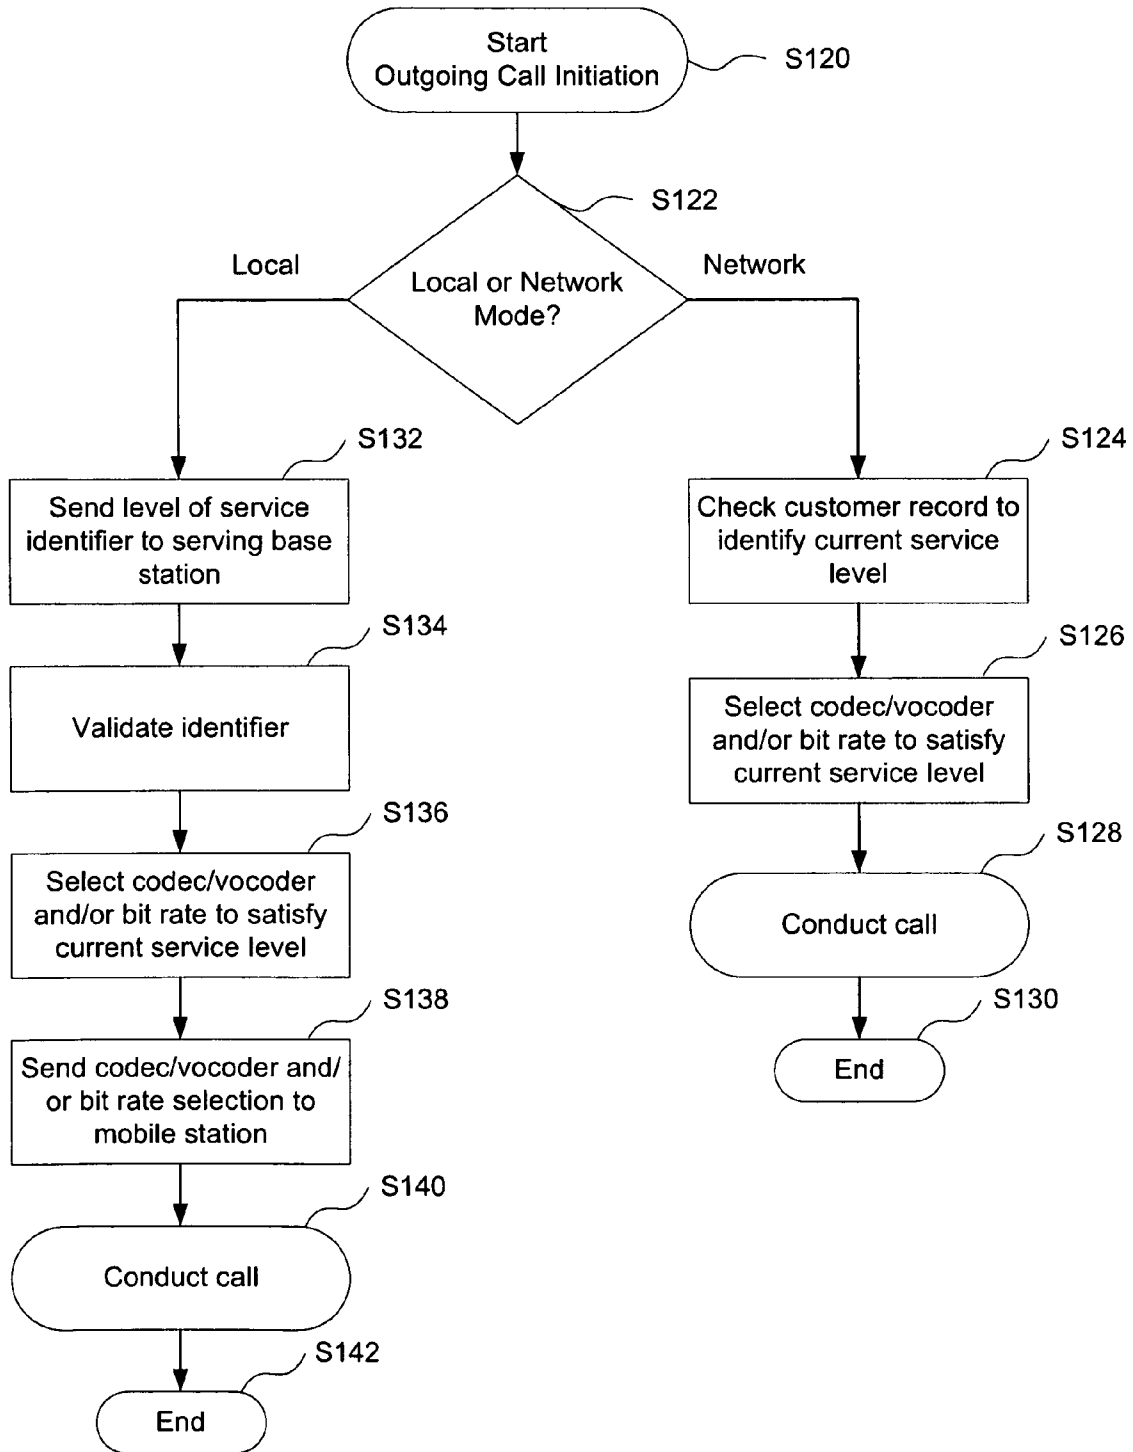 Start
Outgoing Call Initiation
S120
S122
Local or Network
Mode?
Local
Network
S132
Send level of service
identifier to serving base
station
S134
Validate identifier
S136
Select codec/vocoder
and/or bit rate to satisfy
current service level
S138
Send codec/vocoder and/
or bit rate selection to
mobile station
S140
Conduct call
S142
End
S124
Check customer record to
identify current service
level
S126
Select codec/vocoder
and/or bit rate to satisfy
current service level
S128
Conduct call
S130
End